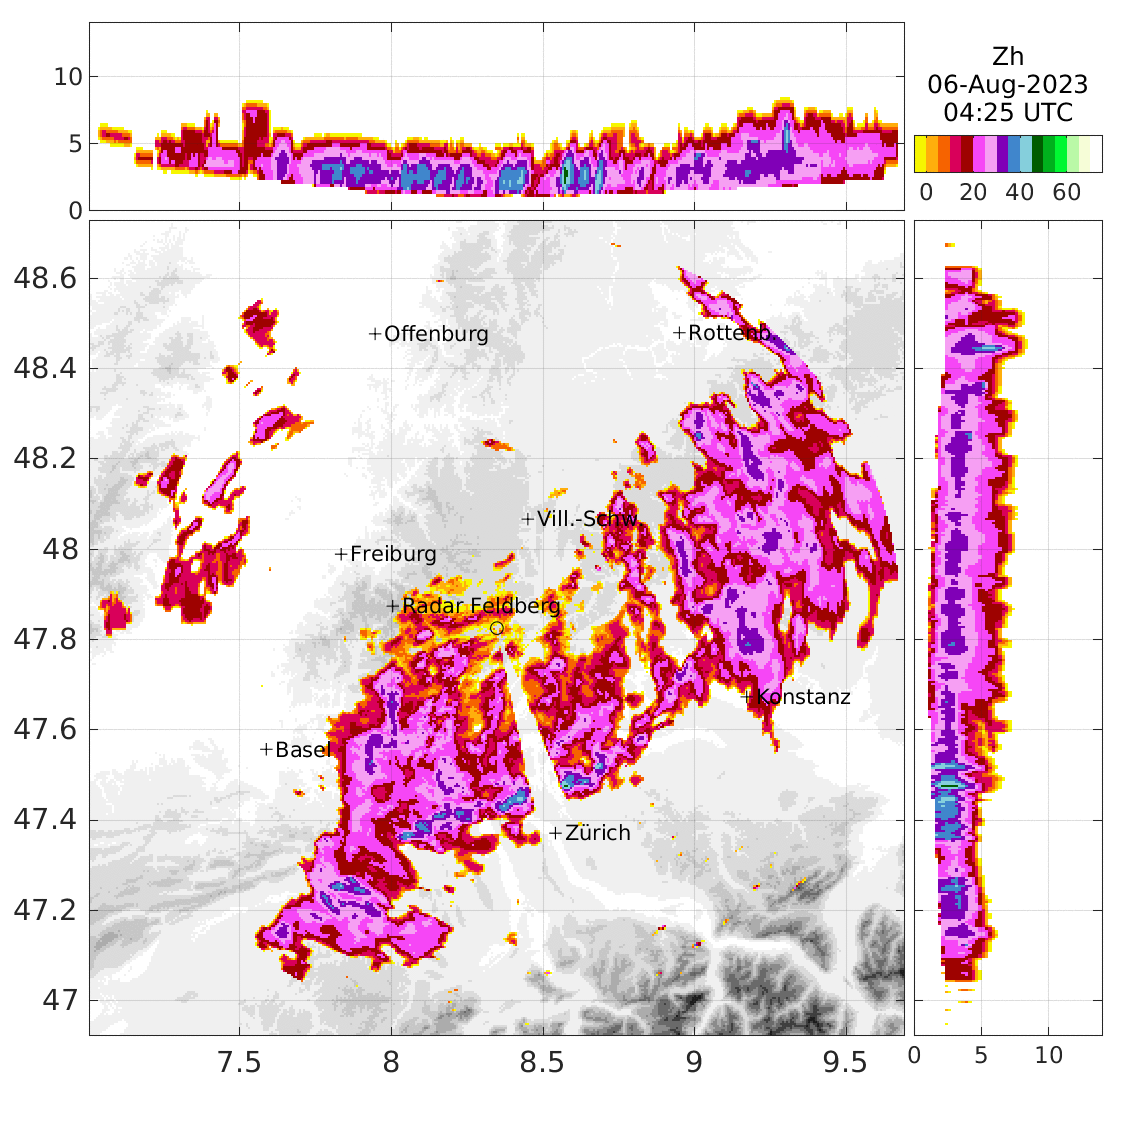 10
5
0
Zh
06-Aug-2023
04:25 UTC
0 20 40 60
48.6
48.4
48.2
48
47.8
47.6
47.4
47.2
47
+Offenburg
+Rottenb.
+Vill.-Schw
+Freiburg
+Radar Feldberg
+Konstanz
+Basel
+Zürich
7.5 8 8.5 9 9.5
0 5 10